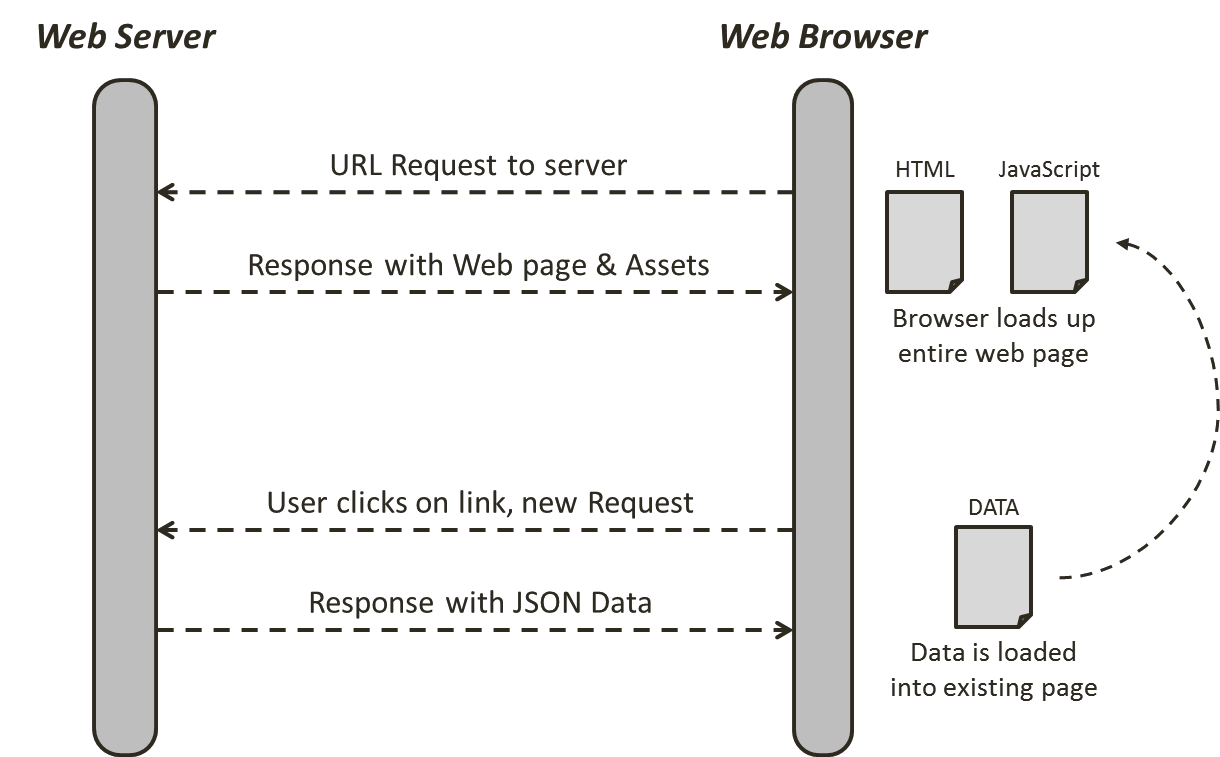 Web Server
Web Browser
URL Request to server
HTML
JavaScript
Response with Web page & Assets
Browser loads up
entire web page
User clicks on link, new Request
DATA
Response with JSON Data
Data is loaded
into existing page